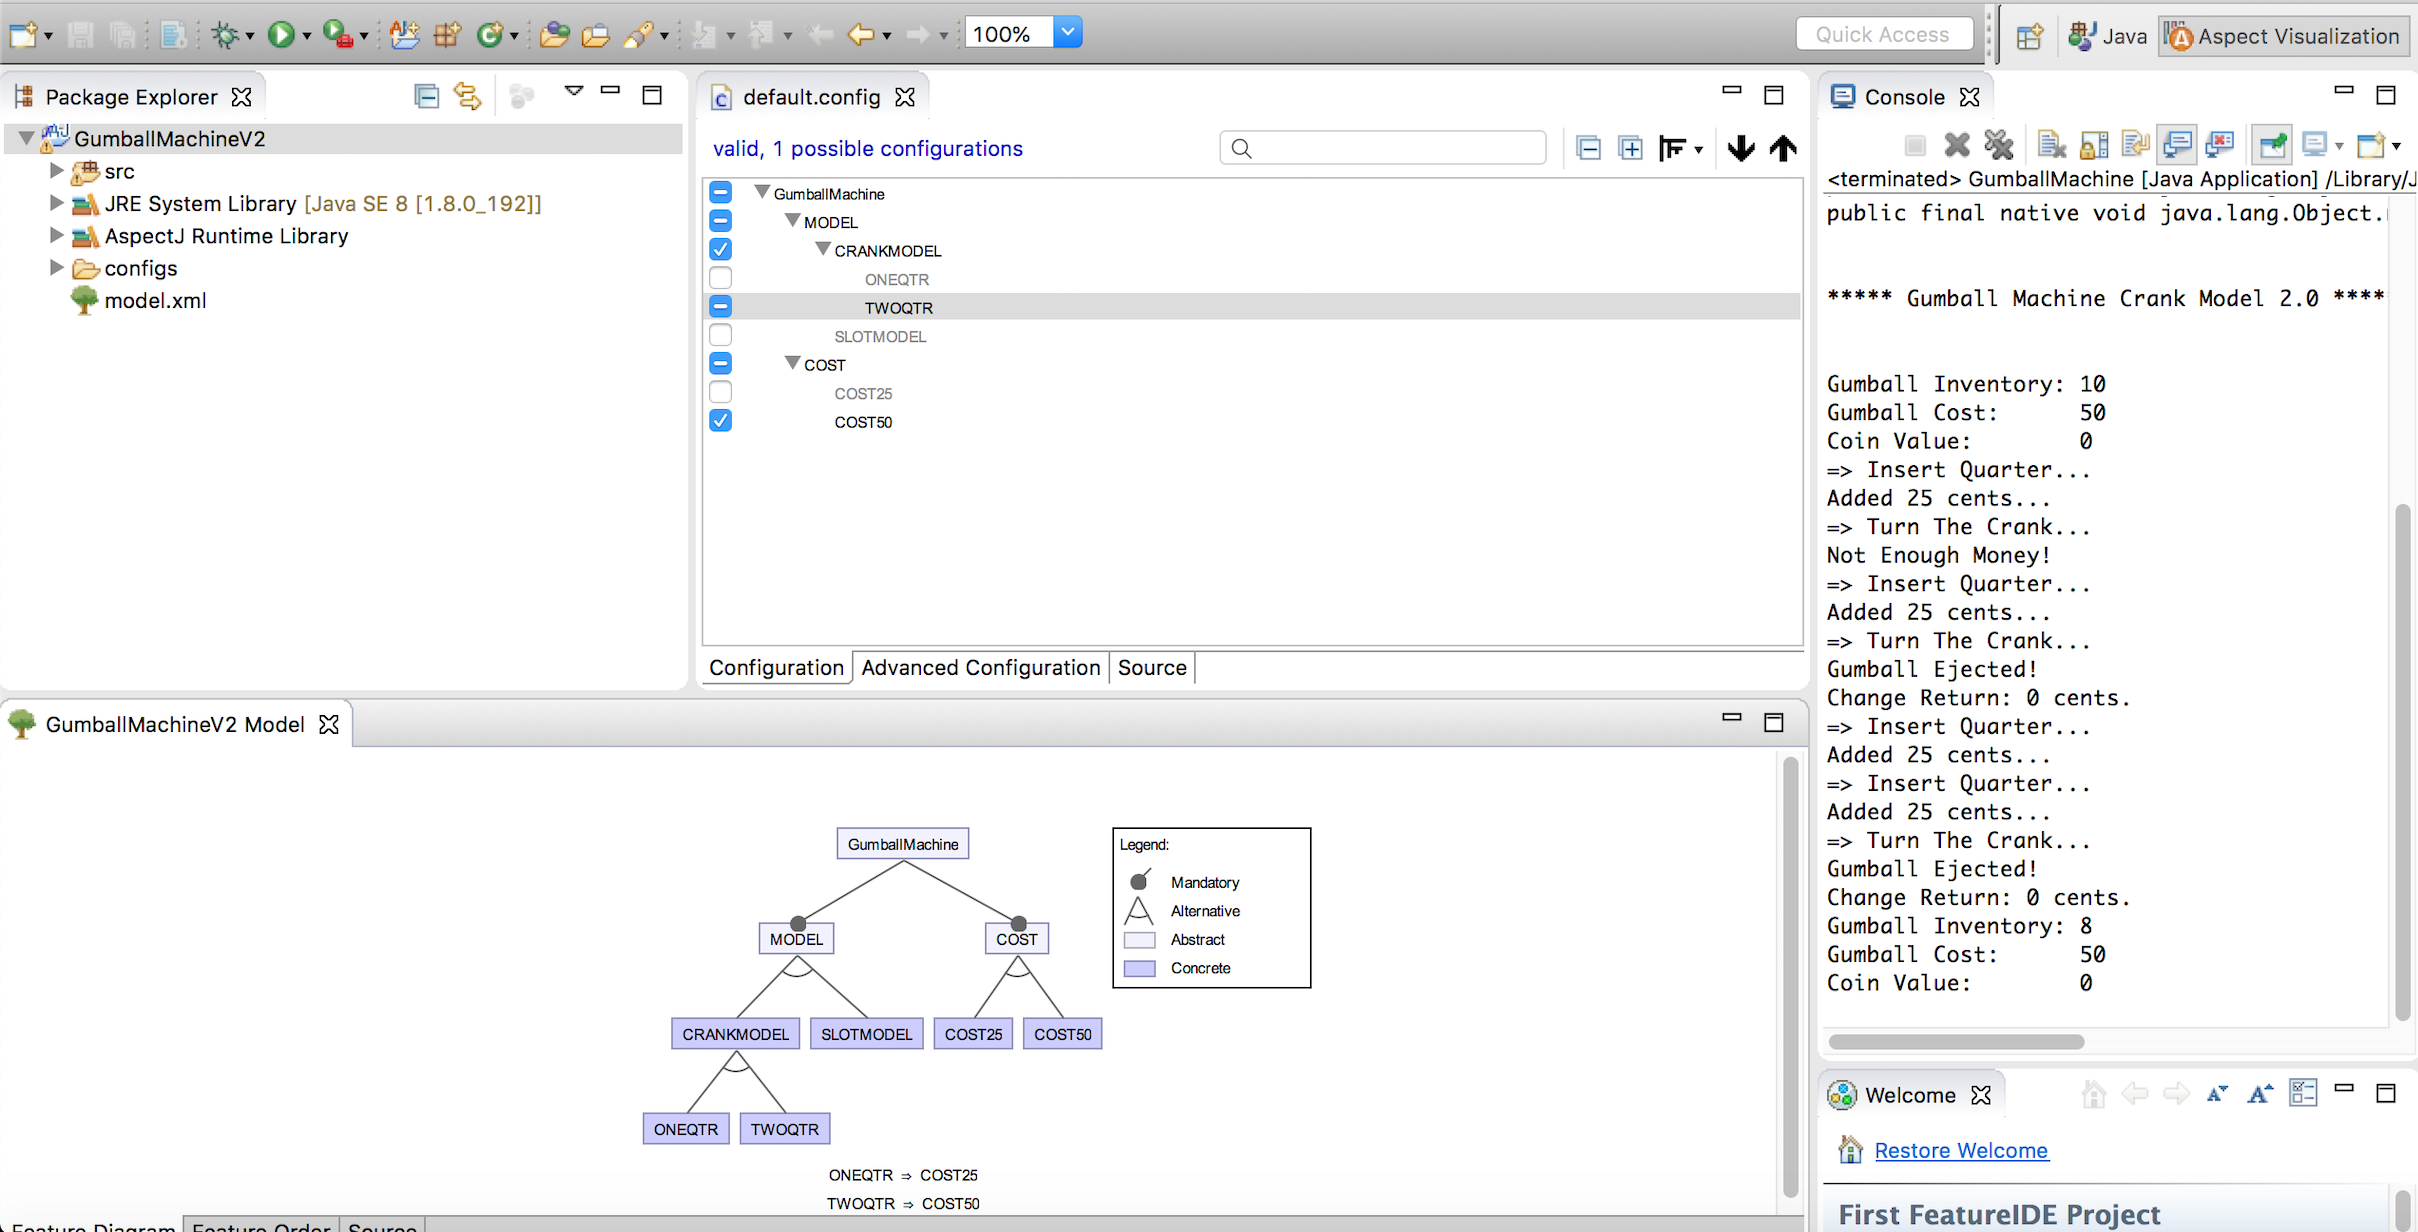 100%
Quick Access
Java
Aspect Visualization
Package Explorer
GumballMachineV2
src
JRE System Library [Java SE 8 [1.8.0_192]]
AspectJ Runtime Library
configs
model.xml
default.config
valid, 1 possible configurations
GumballMachine
MODEL
CRANKMODEL
ONEQTR
TWOQTR
SLOTMODEL
COST
COST25
COST50
Configuration
Advanced Configuration
Source
GumballMachineV2 Model
GumballMachine
MODEL
COST
CRANKMODEL
SLOTMODEL
COST25
COST50
ONEQTR
TWOQTR
ONEQTR ⇒ COST25
TWOQTR ⇒ COST50
Legend:
Mandatory
Alternative
Abstract
Concrete
Feature Diagram
Feature Order
Source
Console
<terminated> GumballMachine [Java Application] /Library/J
public final native void java.lang.Object.
***** Gumball Machine Crank Model 2.0 ****
Gumball Inventory: 10
Gumball Cost: 50
Coin Value: 0
=> Insert Quarter...
Added 25 cents...
=> Turn The Crank...
Not Enough Money!
=> Insert Quarter...
Added 25 cents...
=> Turn The Crank...
Gumball Ejected!
Change Return: 0 cents.
=> Insert Quarter...
Added 25 cents...
=> Insert Quarter...
Added 25 cents...
=> Turn The Crank...
Gumball Ejected!
Change Return: 0 cents.
Gumball Inventory: 8
Gumball Cost: 50
Coin Value: 0
Welcome
Restore Welcome
First FeatureIDE Project